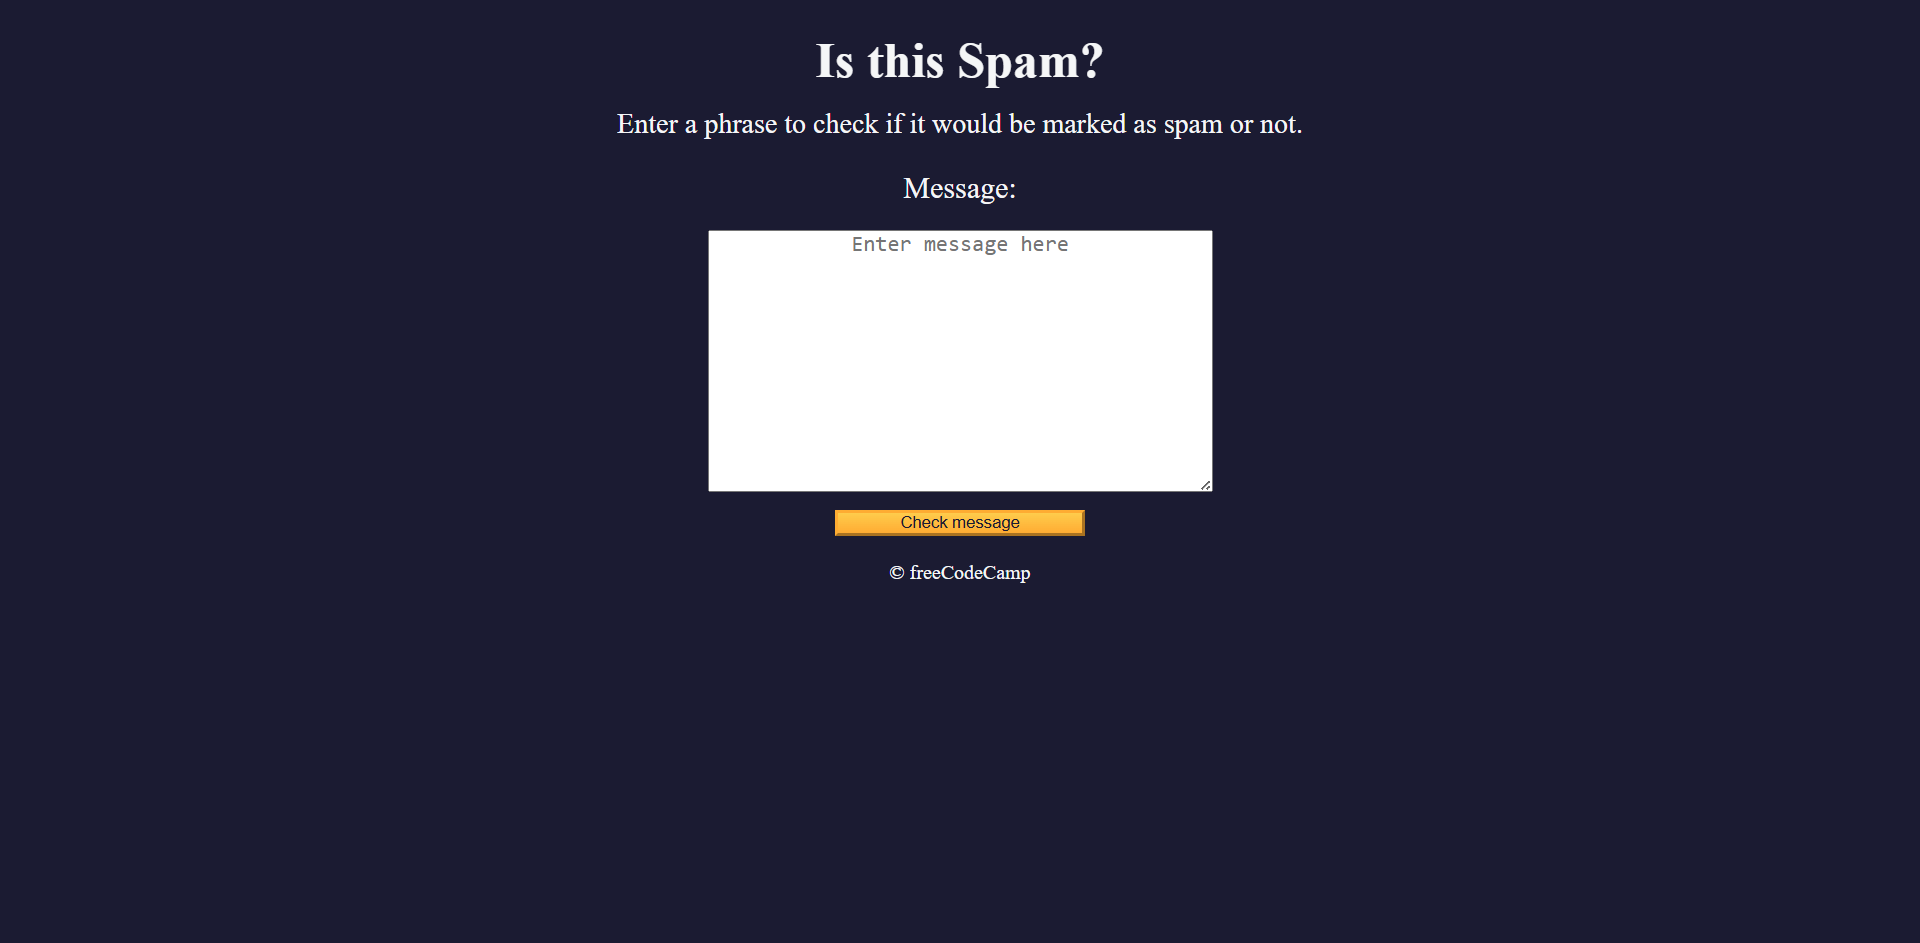 Is this Spam?
Enter a phrase to check if it would be marked as spam or not.
Message:
Enter message here
Check message
© freeCodeCamp